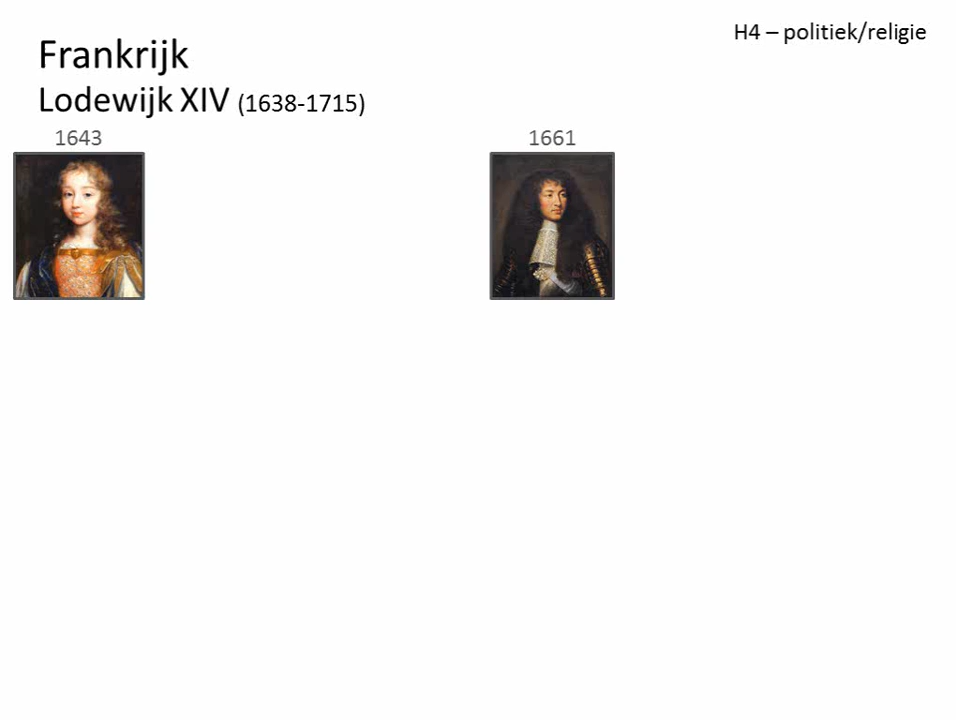 H4 – politiek/religie
Frankrijk
Lodewijk XIV (1638-1715)
1643
1661